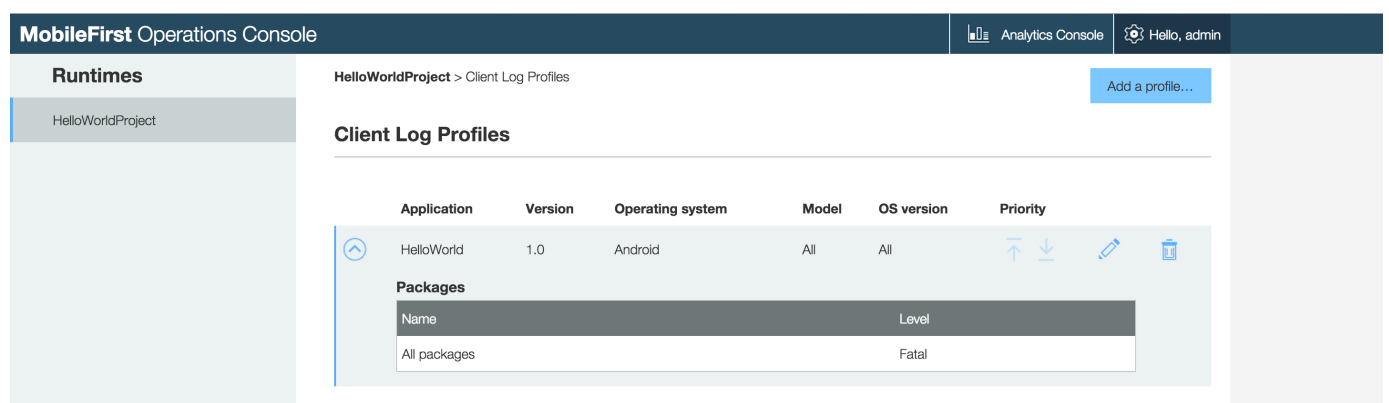 MobileFirst Operations Console
Analytics Console
Hello, admin
Runtimes
HelloWorldProject
HelloWorldProject > Client Log Profiles
Add a profile...
Client Log Profiles
Application Version Operating system Model OS version Priority
HelloWorld 1.0 Android All All
Packages
Name Level
All packages Fatal